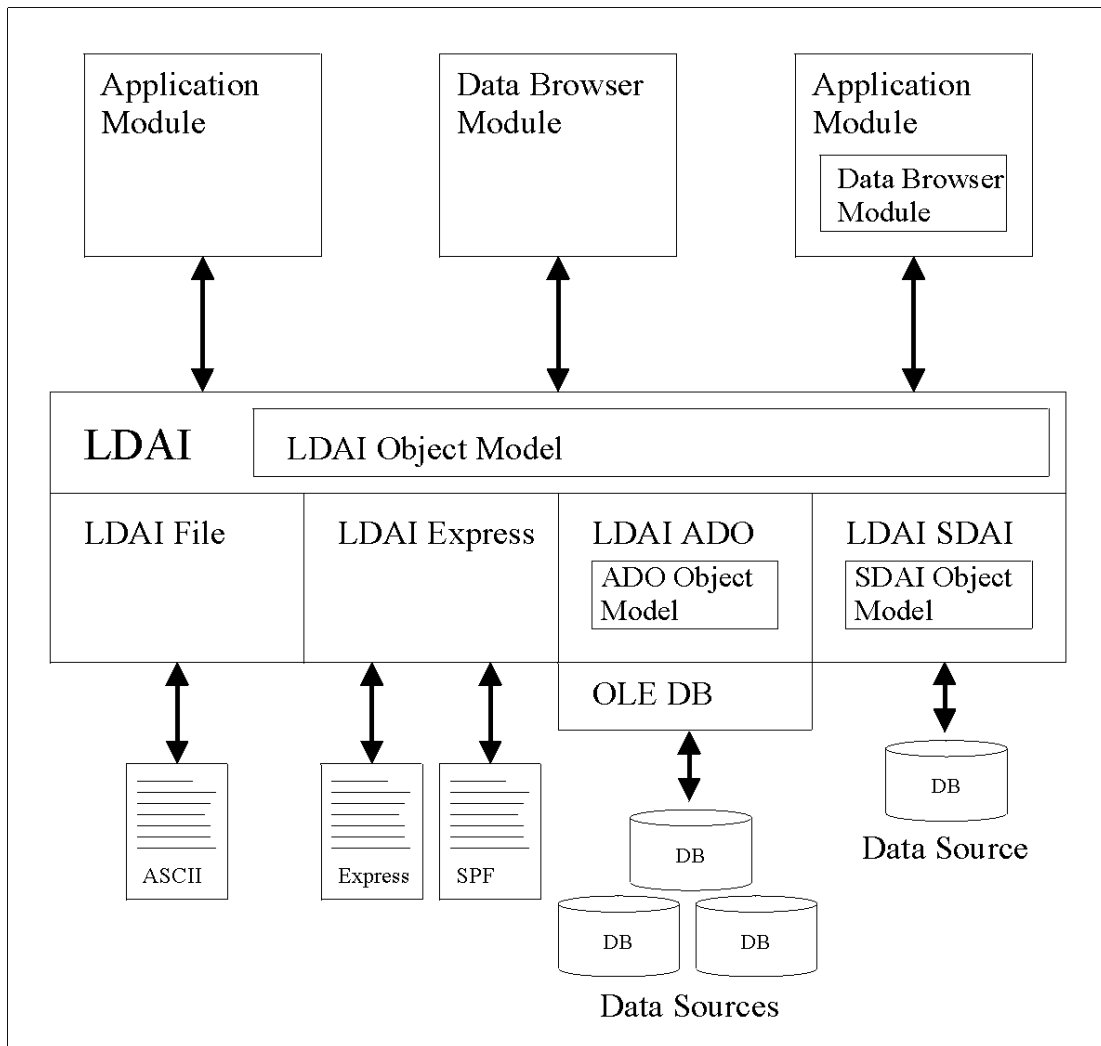 Application
Module
Data Browser
Module
Application
Module
Data Browser
Module
LDAI
LDAI Object Model
LDAI File
LDAI Express
LDAI ADO
ADO Object
Model
LDAI SDAI
SDAI Object
Model
OLE DB
ASCII
Express
SPF
DB
DB
DB
Data Sources
DB
Data Source